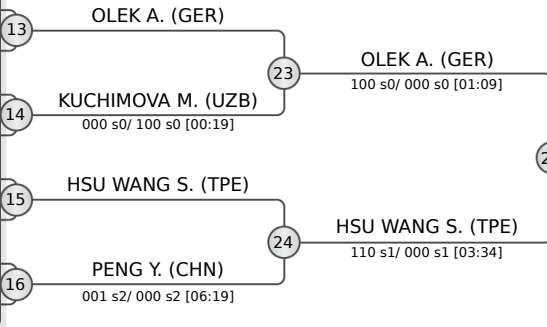 13
OLEK A. (GER)
23
OLEK A. (GER)
100 s0/ 000 s0 [01:09]
14
KUCHIMOVA M. (UZB)
000 s0/ 100 s0 [00:19]
15
HSU WANG S. (TPE)
24
HSU WANG S. (TPE)
110 s1/ 000 s1 [03:34]
16
PENG Y. (CHN)
001 s2/ 000 s2 [06:19]